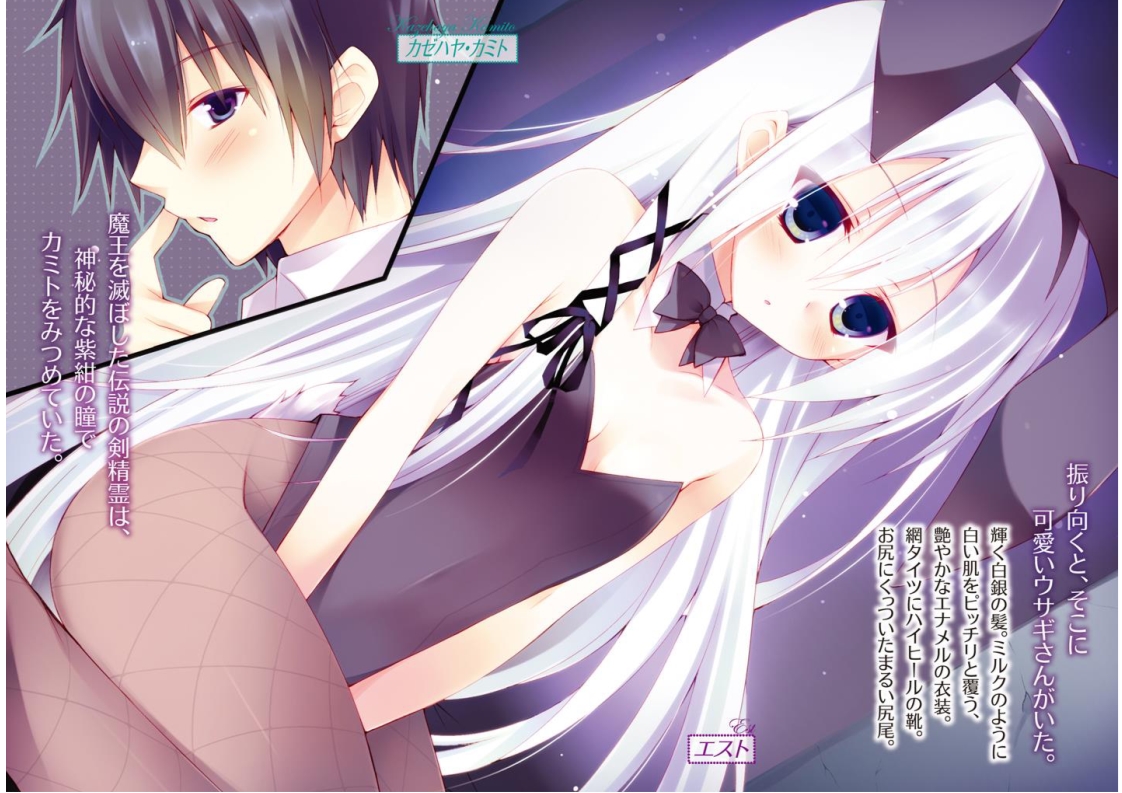 振り向くと、そこに
可愛いウサギさんがいた。
輝く白銀の髪。ミルクのように
白い肌をピッチリと覆う、
艶やかなエナメルの衣装。
網タイツにハイヒールの靴。
お尻にくっついたまるい尻尾。
Est
エスト
Kazehaya Kamito
カゼハヤ・カミト
魔王を滅ぼした伝説の剣精霊は、
神秘的な紫紺の瞳で
カミトをみつめていた。